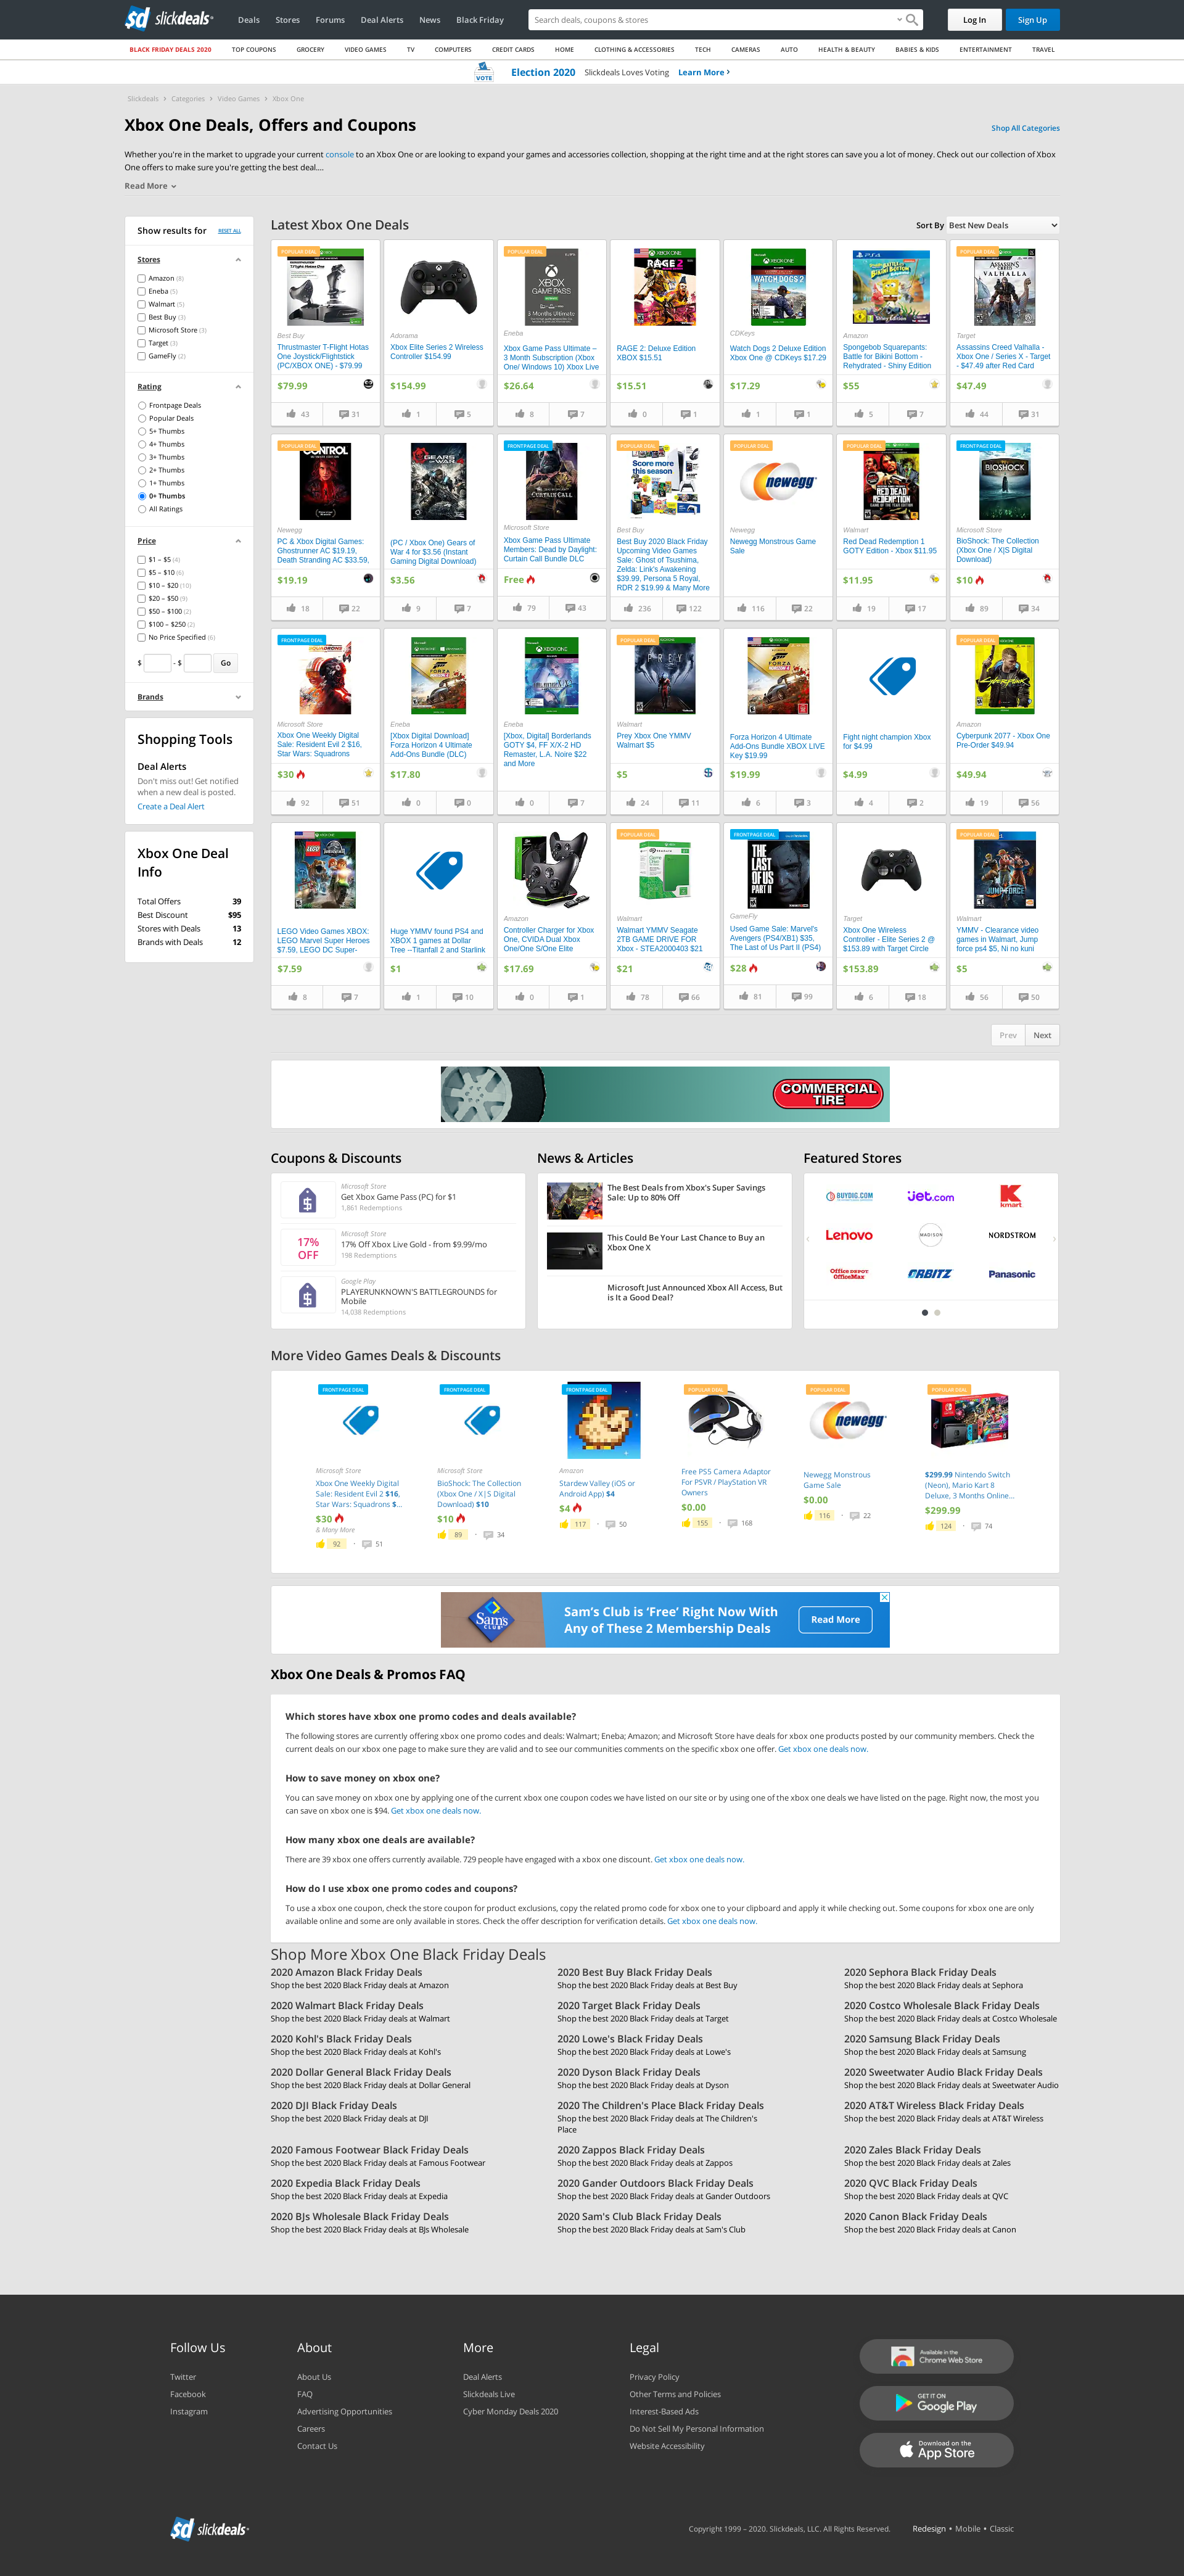 slickdeals
Deals
Stores
Forums
Deal Alerts
News
Black Friday
Search deals, coupons & stores
Log In
Sign Up
BLACK FRIDAY DEALS 2020
TOP COUPONS
GROCERY
VIDEO GAMES
TV
COMPUTERS
CREDIT CARDS
HOME
CLOTHING & ACCESSORIES
TECH
CAMERAS
AUTO
HEALTH & BEAUTY
BABIES & KIDS
ENTERTAINMENT
TRAVEL
VOTE
Election 2020 Slickdeals Loves Voting Learn More
Slickdeals
Categories
Video Games
Xbox One
Xbox One Deals, Offers and Coupons
Shop All Categories
Whether you're in the market to upgrade your current console to an Xbox One or are looking to expand your games and accessories collection, shopping at the right time and at the right stores can save you a lot of money. Check out our collection of Xbox
One offers to make sure you're getting the best deal....
Read More
Show results for
RESET ALL
Stores
Amazon (8)
Eneba (5)
Walmart (5)
Best Buy (3)
Microsoft Store (3)
Target (3)
GameFly (2)
Rating
Frontpage Deals
Popular Deals
5+ Thumbs
4+ Thumbs
3+ Thumbs
2+ Thumbs
1+ Thumbs
0+ Thumbs
All Ratings
Price
$1 – $5 (4)
$5 – $10 (6)
$10 – $20 (10)
$20 – $50 (9)
$50 – $100 (2)
$100 – $250 (2)
No Price Specified (6)
$ - $ Go
Brands
Shopping Tools
Deal Alerts
Don't miss out! Get notified
when a new deal is posted.
Create a Deal Alert
Xbox One Deal
Info
Total Offers 39
Best Discount $95
Stores with Deals 13
Brands with Deals 12
Latest Xbox One Deals
Sort By Best New Deals
POPULAR DEAL
Best Buy
Thrustmaster T-Flight Hotas
One Joystick/Flightstick
(PC/XBOX ONE) - $79.99
$79.99
43
31
Adorama
Xbox Elite Series 2 Wireless
Controller $154.99
$154.99
1
5
POPULAR DEAL
XBOX
GAME PASS
Eneba
Xbox Game Pass Ultimate –
3 Month Subscription (Xbox
One/ Windows 10) Xbox Live
$26.64
8
7
RAGE 2
RAGE 2: Deluxe Edition
XBOX $15.51
$15.51
0
1
WATCH DOGS 2
CDKeys
Watch Dogs 2 Deluxe Edition
Xbox One @ CDKeys $17.29
$17.29
1
1
PS4
Amazon
Spongebob Squarepants:
Battle for Bikini Bottom -
Rehydrated - Shiny Edition
$55
5
7
POPULAR DEAL
ASSASSIN'S CREED
VALHALLA
Target
Assassins Creed Valhalla -
Xbox One / Series X - Target
- $47.49 after Red Card
$47.49
44
31
POPULAR DEAL
CONTROL
Newegg
PC & Xbox Digital Games:
Ghostrunner AC $19.19,
Death Stranding AC $33.59,
$19.19
18
22
GEARS OF WAR
(PC / Xbox One) Gears of
War 4 for $3.56 (Instant
Gaming Digital Download)
$3.56
9
7
FRONTPAGE DEAL
CURTAIN CALL
Microsoft Store
Xbox Game Pass Ultimate
Members: Dead by Daylight:
Curtain Call Bundle DLC
Free
79
43
POPULAR DEAL
Score more
this season
Best Buy
Best Buy 2020 Black Friday
Upcoming Video Games
Sale: Ghost of Tsushima,
Zelda: Link's Awakening
$39.99, Persona 5 Royal,
RDR 2 $19.99 & Many More
236
122
POPULAR DEAL
newegg
Newegg
Newegg Monstrous Game
Sale
116
22
POPULAR DEAL
RED DEAD
REDEMPTION
Walmart
Red Dead Redemption 1
GOTY Edition - Xbox $11.95
$11.95
19
17
FRONTPAGE DEAL
BIOSHOCK
Microsoft Store
BioShock: The Collection
(Xbox One / X|S Digital
Download)
$10
89
34
FRONTPAGE DEAL
SQUADRONS
Microsoft Store
Xbox One Weekly Digital
Sale: Resident Evil 2 $16,
Star Wars: Squadrons
$30
92
51
FORZA
Eneba
[Xbox Digital Download]
Forza Horizon 4 Ultimate
Add-Ons Bundle (DLC)
$17.80
0
0
XBOX ONE
Eneba
[Xbox, Digital] Borderlands
GOTY $4, FF X/X-2 HD
Remaster, L.A. Noire $22
and More
0
7
POPULAR DEAL
PREY
Walmart
Prey Xbox One YMMV
Walmart $5
$5
24
11
FORZA
Forza Horizon 4 Ultimate
Add-Ons Bundle XBOX LIVE
Key $19.99
$19.99
6
3
Fight night champion Xbox
for $4.99
$4.99
4
2
POPULAR DEAL
Cyberpunk
Amazon
Cyberpunk 2077 - Xbox One
Pre-Order $49.94
$49.94
19
56
LEGO
LEGO Video Games XBOX:
LEGO Marvel Super Heroes
$7.59, LEGO DC Super-
$7.59
8
7
Huge YMMV found PS4 and
XBOX 1 games at Dollar
Tree --Titanfall 2 and Starlink
$1
1
10
Amazon
Controller Charger for Xbox
One, CVIDA Dual Xbox
One/One S/One Elite
$17.69
0
1
POPULAR DEAL
Walmart
Walmart YMMV Seagate
2TB GAME DRIVE FOR
Xbox - STEA2000403 $21
$21
78
66
FRONTPAGE DEAL
THE LAST
OF US
PART II
GameFly
Used Game Sale: Marvel's
Avengers (PS4/XB1) $35,
The Last of Us Part II (PS4)
$28
81
99
Target
Xbox One Wireless
Controller - Elite Series 2 @
$153.89 with Target Circle
$153.89
6
18
POPULAR DEAL
JUMP FORCE
Walmart
YMMV - Clearance video
games in Walmart, Jump
force ps4 $5, Ni no kuni
$5
56
50
Prev
Next
COMMERCIAL
TIRE
Coupons & Discounts
Microsoft Store
Get Xbox Game Pass (PC) for $1
1,861 Redemptions
17%
OFF
Microsoft Store
17% Off Xbox Live Gold - from $9.99/mo
198 Redemptions
Google Play
PLAYERUNKNOWN'S BATTLEGROUNDS for
Mobile
14,038 Redemptions
News & Articles
The Best Deals from Xbox's Super Savings
Sale: Up to 80% Off
This Could Be Your Last Chance to Buy an
Xbox One X
Microsoft Just Announced Xbox All Access, But
is It a Good Deal?
Featured Stores
BUYDIG.COM
Jet.com
kmart
Lenovo
MADISON
NORDSTROM
Office DEPOT
OfficeMax
ORBITZ
Panasonic
More Video Games Deals & Discounts
FRONTPAGE DEAL
Microsoft Store
Xbox One Weekly Digital
Sale: Resident Evil 2 $16,
Star Wars: Squadrons $...
$30
& Many More
92 · 51
FRONTPAGE DEAL
Microsoft Store
BioShock: The Collection
(Xbox One / X|S Digital
Download) $10
$10
89 · 34
FRONTPAGE DEAL
Amazon
Stardew Valley (iOS or
Android App) $4
$4
117 · 50
POPULAR DEAL
Free PS5 Camera Adaptor
For PSVR / PlayStation VR
Owners
$0.00
155 · 168
POPULAR DEAL
newegg
Newegg Monstrous
Game Sale
$0.00
116 · 22
POPULAR DEAL
$299.99 Nintendo Switch
(Neon), Mario Kart 8
Deluxe, 3 Months Online...
$299.99
124 · 74
Sam's
CLUB
Sam's Club is 'Free' Right Now With
Any of These 2 Membership Deals
Read More
Xbox One Deals & Promos FAQ
Which stores have xbox one promo codes and deals available?
The following stores are currently offering xbox one promo codes and deals: Walmart; Eneba; Amazon; and Microsoft Store have deals for xbox one products posted by our community members. Check the
current deals on our xbox one page to make sure they are valid and to see our communities comments on the specific xbox one offer. Get xbox one deals now.
How to save money on xbox one?
You can save money on xbox one by applying one of the current xbox one coupon codes we have listed on our site or by using one of the xbox one deals we have listed on the page. Right now, the most you
can save on xbox one is $94. Get xbox one deals now.
How many xbox one deals are available?
There are 39 xbox one offers currently available. 729 people have engaged with a xbox one discount. Get xbox one deals now.
How do I use xbox one promo codes and coupons?
To use a xbox one coupon, check the store coupon for product exclusions, copy the related promo code for xbox one to your clipboard and apply it while checking out. Some coupons for xbox one are only
available online and some are only available in stores. Check the offer description for verification details. Get xbox one deals now.
Shop More Xbox One Black Friday Deals
2020 Amazon Black Friday Deals
Shop the best 2020 Black Friday deals at Amazon
2020 Best Buy Black Friday Deals
Shop the best 2020 Black Friday deals at Best Buy
2020 Sephora Black Friday Deals
Shop the best 2020 Black Friday deals at Sephora
2020 Walmart Black Friday Deals
Shop the best 2020 Black Friday deals at Walmart
2020 Target Black Friday Deals
Shop the best 2020 Black Friday deals at Target
2020 Costco Wholesale Black Friday Deals
Shop the best 2020 Black Friday deals at Costco Wholesale
2020 Kohl's Black Friday Deals
Shop the best 2020 Black Friday deals at Kohl's
2020 Lowe's Black Friday Deals
Shop the best 2020 Black Friday deals at Lowe's
2020 Samsung Black Friday Deals
Shop the best 2020 Black Friday deals at Samsung
2020 Dollar General Black Friday Deals
Shop the best 2020 Black Friday deals at Dollar General
2020 Dyson Black Friday Deals
Shop the best 2020 Black Friday deals at Dyson
2020 Sweetwater Audio Black Friday Deals
Shop the best 2020 Black Friday deals at Sweetwater Audio
2020 DJI Black Friday Deals
Shop the best 2020 Black Friday deals at DJI
2020 The Children's Place Black Friday Deals
Shop the best 2020 Black Friday deals at The Children's
Place
2020 AT&T Wireless Black Friday Deals
Shop the best 2020 Black Friday deals at AT&T Wireless
2020 Famous Footwear Black Friday Deals
Shop the best 2020 Black Friday deals at Famous Footwear
2020 Zappos Black Friday Deals
Shop the best 2020 Black Friday deals at Zappos
2020 Zales Black Friday Deals
Shop the best 2020 Black Friday deals at Zales
2020 Expedia Black Friday Deals
Shop the best 2020 Black Friday deals at Expedia
2020 Gander Outdoors Black Friday Deals
Shop the best 2020 Black Friday deals at Gander Outdoors
2020 QVC Black Friday Deals
Shop the best 2020 Black Friday deals at QVC
2020 BJs Wholesale Black Friday Deals
Shop the best 2020 Black Friday deals at BJs Wholesale
2020 Sam's Club Black Friday Deals
Shop the best 2020 Black Friday deals at Sam's Club
2020 Canon Black Friday Deals
Shop the best 2020 Black Friday deals at Canon
Follow Us
Twitter
Facebook
Instagram
About
About Us
FAQ
Advertising Opportunities
Careers
Contact Us
More
Deal Alerts
Slickdeals Live
Cyber Monday Deals 2020
Legal
Privacy Policy
Other Terms and Policies
Interest-Based Ads
Do Not Sell My Personal Information
Website Accessibility
Available in the
Chrome Web Store
GET IT ON
Google Play
Download on the
App Store
slickdeals
Copyright 1999 – 2020. Slickdeals, LLC. All Rights Reserved.
Redesign • Mobile • Classic